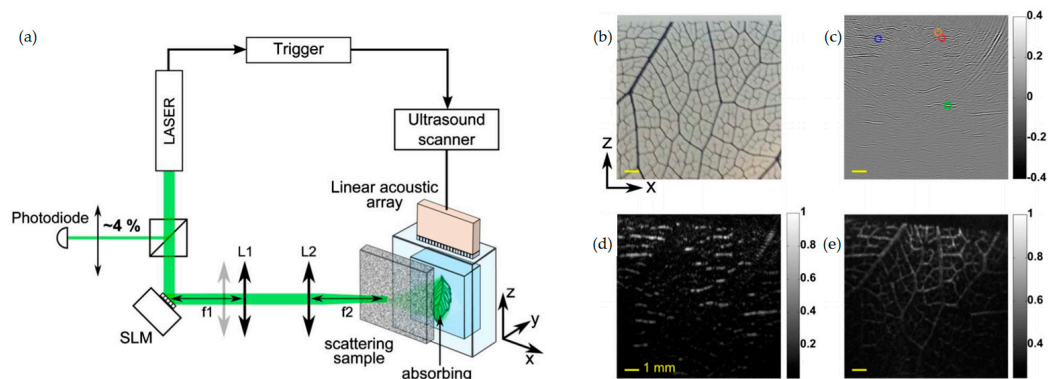 (a)
Trigger
LASER
Ultrasound
scanner
Linear acoustic
array
Photodiode
~4 %
L1
L2
f1
f2
SLM
scattering
sample
absorbing
z
y
x
(b)
Z
X
(c)
0.4
0.2
0
-0.2
-0.4
(d)
1 mm
1
0.8
0.6
0.4
0.2
(e)
1
0.8
0.6
0.4